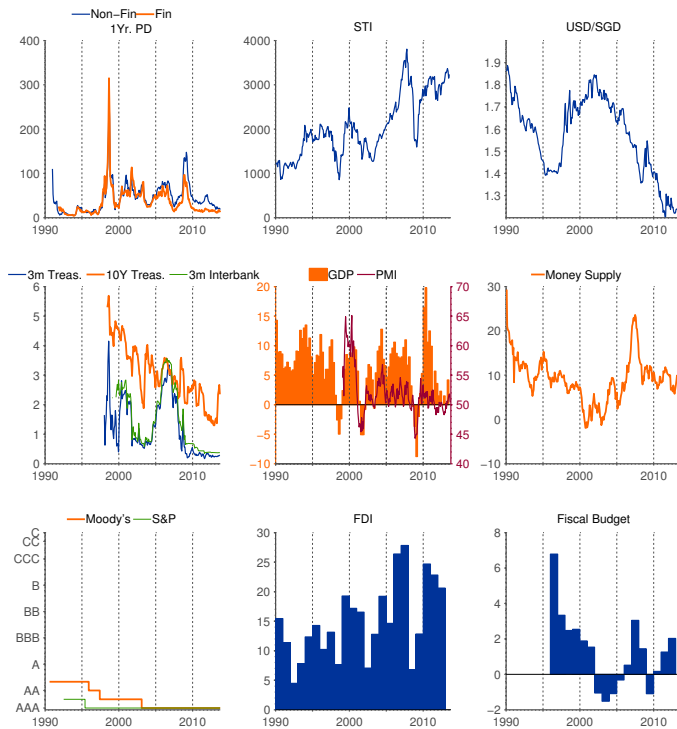 Non−Fin Fin
1Yr. PD STI USD/SGD
400
300
200
100
0
1990 2000 2010
4000
3000
2000
1000
0
1990 2000 2010
1.9
1.8
1.7
1.6
1.5
1.4
1.3
1990 2000 2010
3m Treas. 10Y Treas. 3m Interbank
6
5
4
3
2
1
0
1990 2000 2010
GDP PMI
20
15
10
5
0
−5
−10
70
65
60
55
50
45
40
1990 2000 2010
Money Supply
30
20
10
0
−10
1990 2000 2010
Moody's S&P
C
CC
CCC
B
BB
BBB
A
AA
AAA
1990 2000 2010
FDI
30
25
20
15
10
5
0
1990 2000 2010
Fiscal Budget
8
6
4
2
0
−2
1990 2000 2010